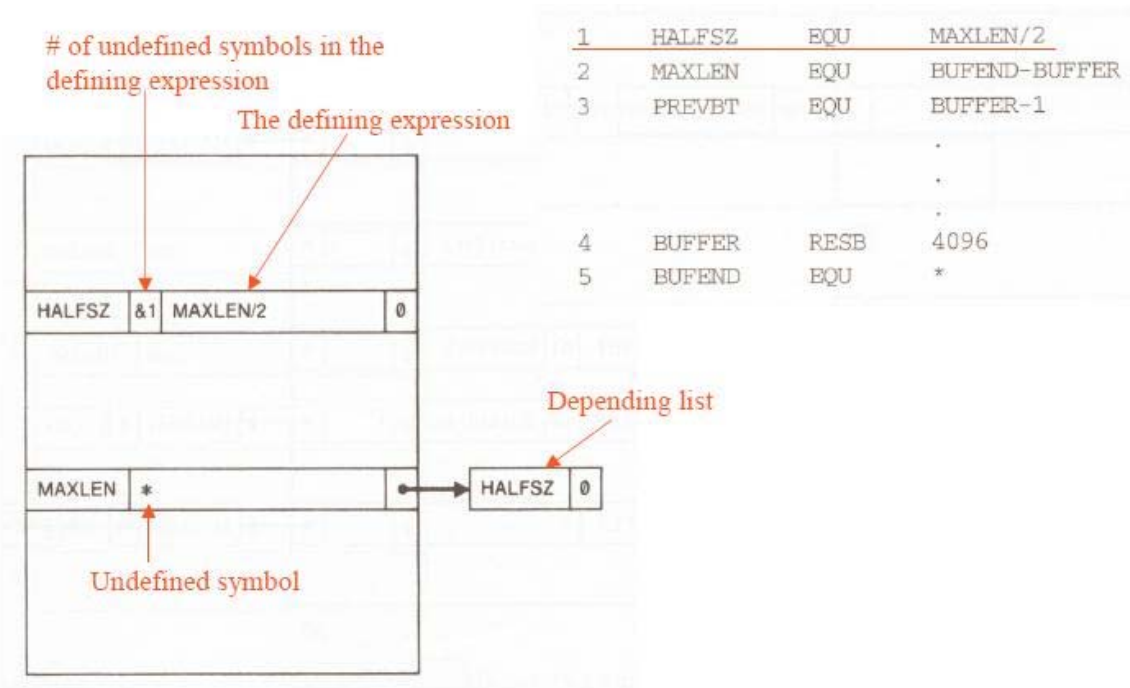 # of undefined symbols in the
defining expression
The defining expression
1 HALFSZ EQU MAXLEN/2
2 MAXLEN EQU BUFEND-BUFFER
3 PREVBT EQU BUFFER-1
.
.
.
4 BUFFER RESB 4096
5 BUFEND EQU *
HALFSZ &1 MAXLEN/2 0
Depending list
MAXLEN * HALFSZ 0
Undefined symbol